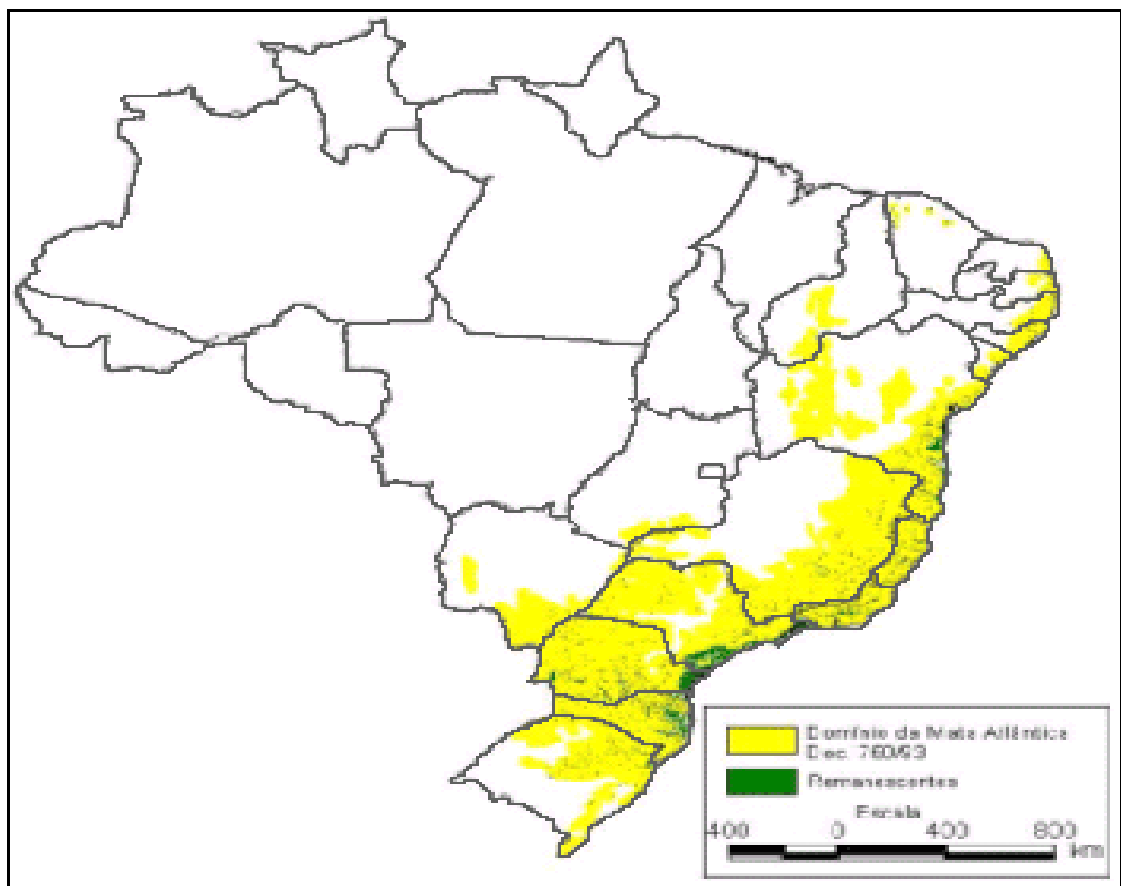 Domínio da Mata Atlântica
Dec. 750/93
Remanescentes
Escala
400 0 400 800
km